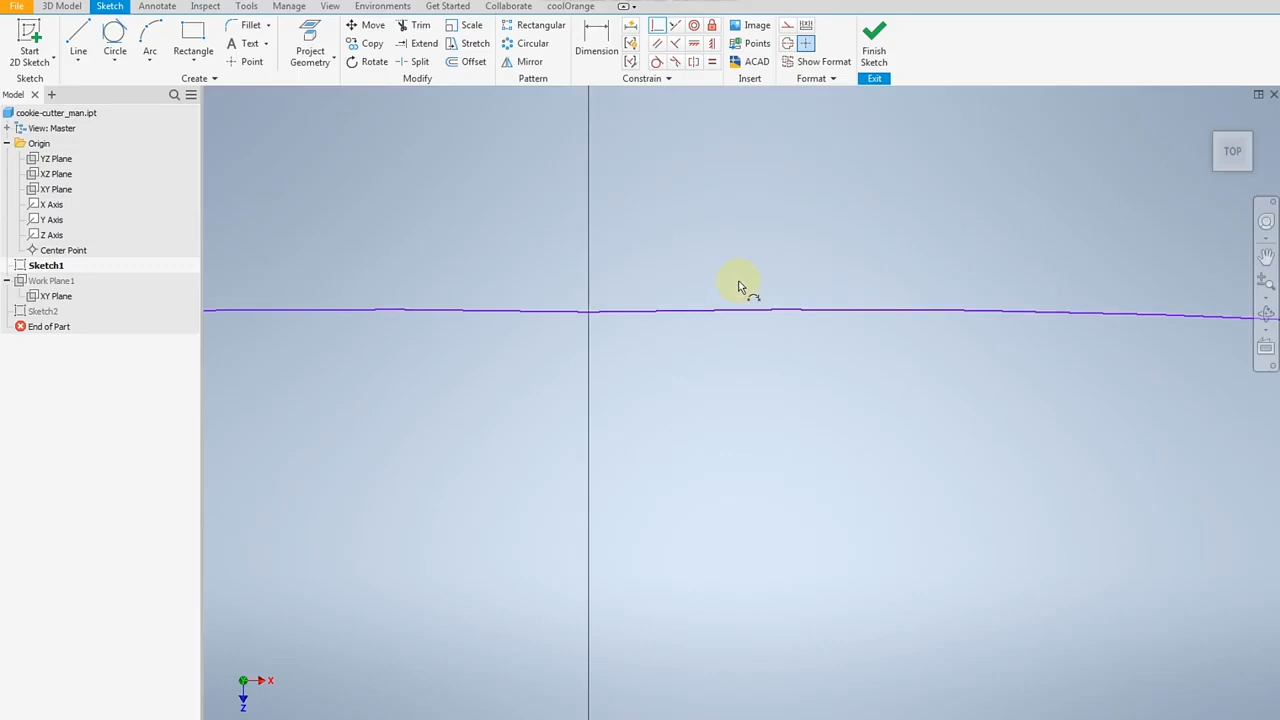 File 3D Model Sketch Annotate Inspect Tools Manage View Environments Get Started Collaborate coolOrange
Start
2D Sketch
Line
Circle
Arc
Rectangle
Fillet
Text
Point
Project
Geometry
Move
Copy
Rotate
Trim
Extend
Split
Scale
Stretch
Offset
Rectangular
Circular
Mirror
Dimension
Image
Points
ACAD
Show Format
Finish
Sketch
Sketch Create Modify Pattern Constrain Insert Format Exit
Model
cookie-cutter_man.ipt
View: Master
Origin
YZ Plane
XZ Plane
XY Plane
X Axis
Y Axis
Z Axis
Center Point
Sketch1
Work Plane1
XY Plane
Sketch2
End of Part
TOP
X
Z